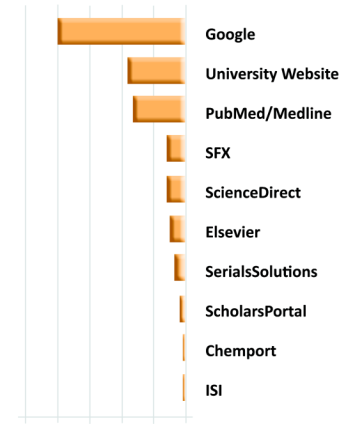 Google
University Website
PubMed/Medline
SFX
ScienceDirect
Elsevier
SerialsSolutions
ScholarsPortal
Chemport
ISI